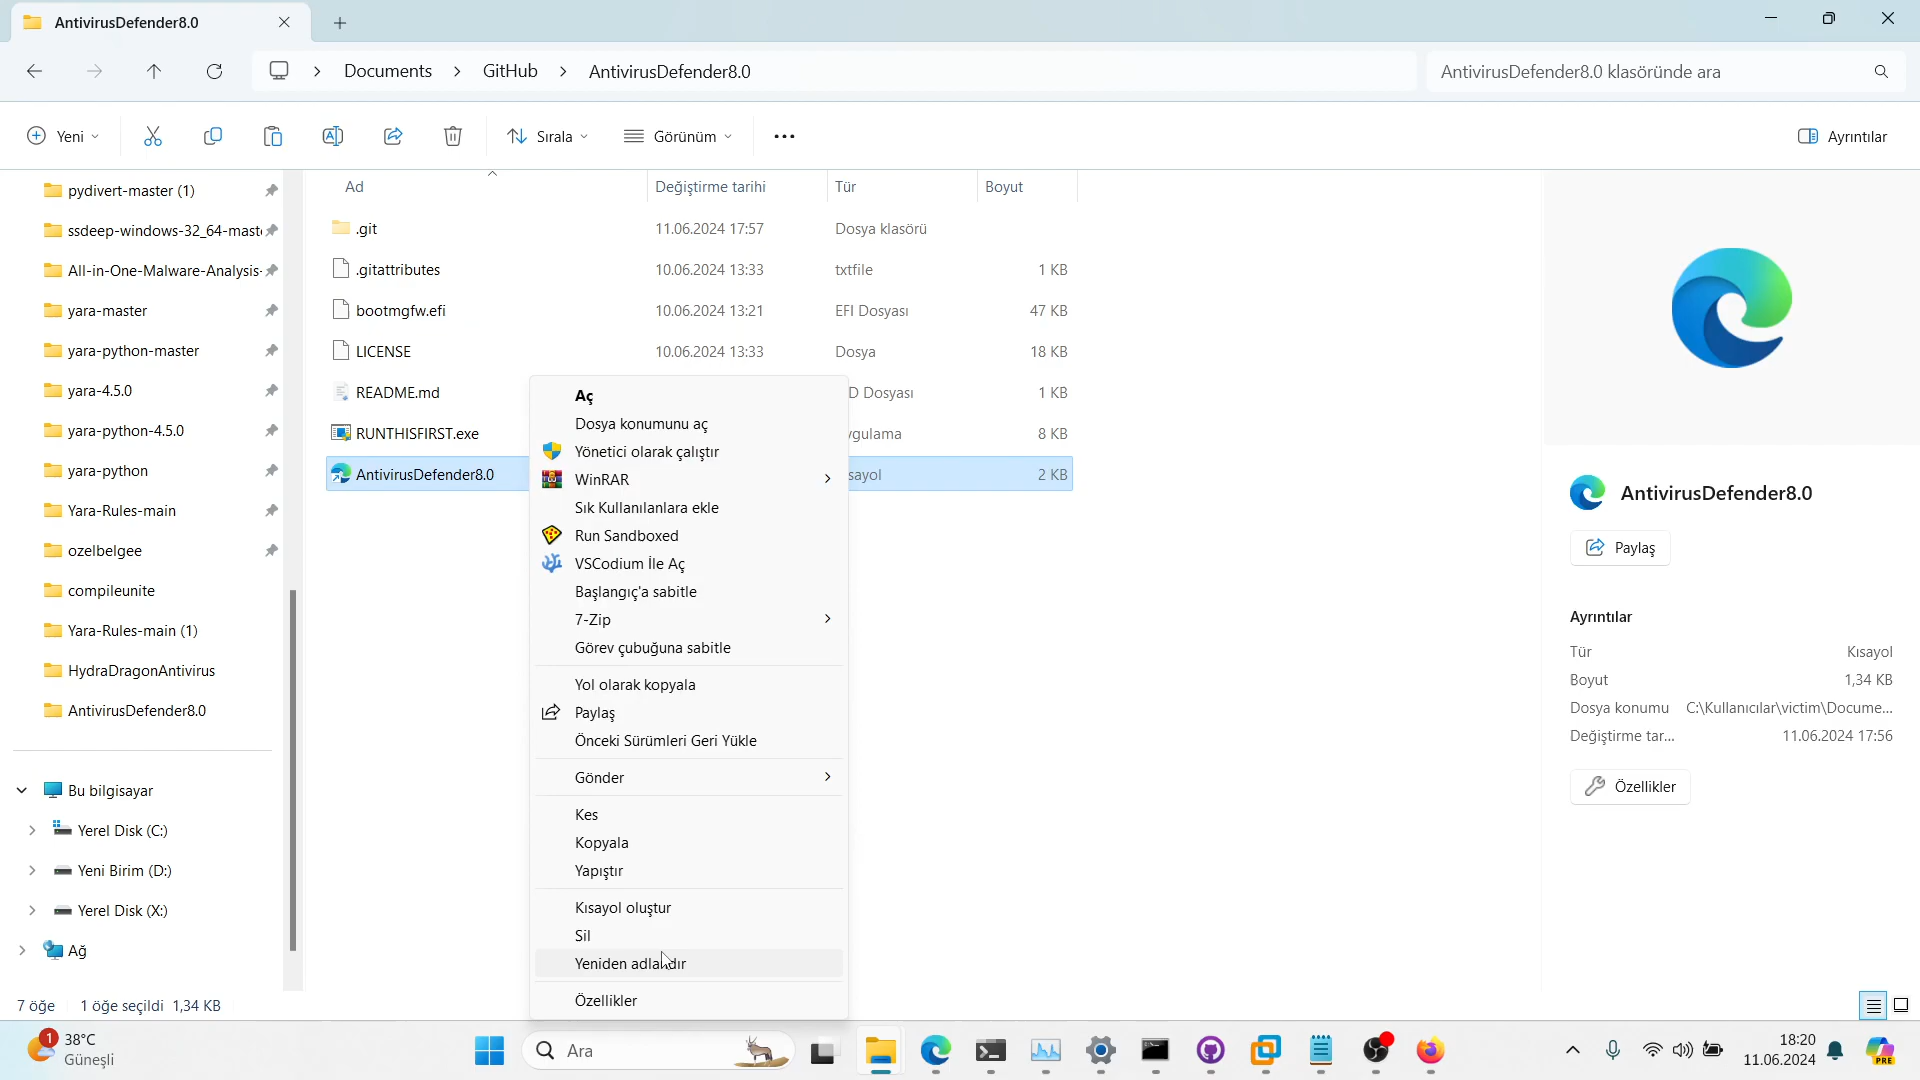 AntivirusDefender8.0
Documents > GitHub > AntivirusDefender8.0
AntivirusDefender8.0 klasöründe ara
Yeni
Sırala
Görünüm
Ayrıntılar
pydivert-master (1)
ssdeep-windows-32_64-mast
All-in-One-Malware-Analysis-
yara-master
yara-python-master
yara-4.5.0
yara-python-4.5.0
yara-python
Yara-Rules-main
ozelbelgee
compileunite
Yara-Rules-main (1)
HydraDragonAntivirus
AntivirusDefender8.0
Bu bilgisayar
Yerel Disk (C:)
Yeni Birim (D:)
Yerel Disk (X:)
Ağ
Ad Değiştirme tarihi Tür Boyut
.git 11.06.2024 17:57 Dosya klasörü
.gitattributes 10.06.2024 13:33 txtfile 1 KB
bootmgfw.efi 10.06.2024 13:21 EFI Dosyası 47 KB
LICENSE 10.06.2024 13:33 Dosya 18 KB
README.md D Dosyası 1 KB
RUNTHISFIRST.exe ygulama 8 KB
AntivirusDefender8.0 sayol 2 KB
Aç
Dosya konumunu aç
Yönetici olarak çalıştır
WinRAR
Sık Kullanılanlara ekle
Run Sandboxed
VSCodium İle Aç
Başlangıç'a sabitle
7-Zip
Görev çubuğuna sabitle
Yol olarak kopyala
Paylaş
Önceki Sürümleri Geri Yükle
Gönder
Kes
Kopyala
Yapıştır
Kısayol oluştur
Sil
Yeniden adlandır
Özellikler
AntivirusDefender8.0
Paylaş
Ayrıntılar
Tür Kısayol
Boyut 1,34 KB
Dosya konumu C:\Kullanıcılar\victim\Docume...
Değiştirme tar... 11.06.2024 17:56
Özellikler
7 öğe 1 öğe seçildi 1,34 KB
1
38°C
Güneşli
Ara
18:20
11.06.2024
PRE